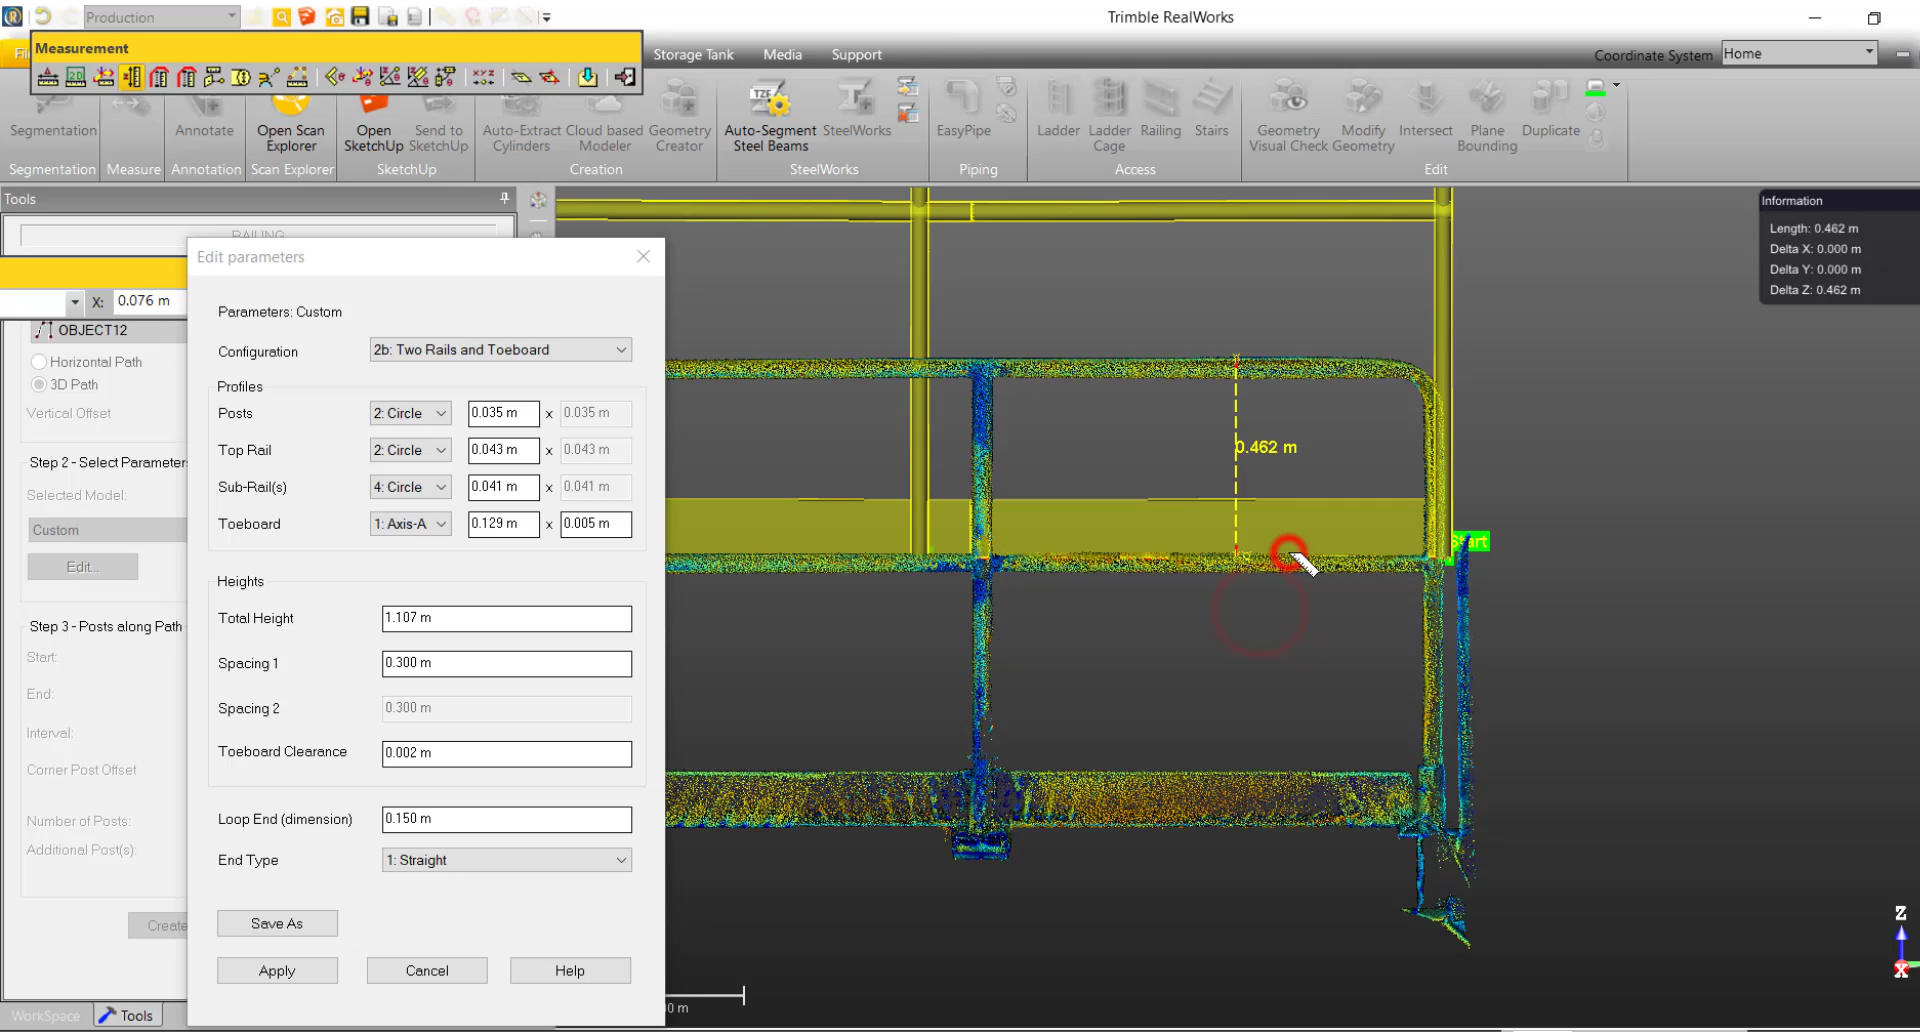 Production
Trimble RealWorks
Measurement
Storage Tank
Media
Support
Coordinate System
Home
Segmentation
Annotate
Open Scan
Explorer
Open
SketchUp
Send to
SketchUp
Auto-Extract
Cylinders
Cloud based
Modeler
Geometry
Creator
Auto-Segment
Steel Beams
SteelWorks
EasyPipe
Ladder
Ladder
Cage
Railing
Stairs
Geometry
Visual Check
Modify
Geometry
Intersect
Plane
Bounding
Duplicate
Segmentation
Measure
Annotation
Scan Explorer
SketchUp
Creation
SteelWorks
Piping
Access
Edit
Tools
RAILING
X:
0.076 m
OBJECT12
Horizontal Path
3D Path
Vertical Offset
Step 2 - Select Parameters
Selected Model:
Custom
Edit...
Step 3 - Posts along Path
Start:
End:
Interval:
Corner Post Offset
Number of Posts:
Additional Post(s):
Create
WorkSpace
Tools
Edit parameters
Parameters: Custom
Configuration
2b: Two Rails and Toeboard
Profiles
Posts
2: Circle
0.035 m
x
0.035 m
Top Rail
2: Circle
0.043 m
x
0.043 m
Sub-Rail(s)
4: Circle
0.041 m
x
0.041 m
Toeboard
1: Axis-A
0.129 m
x
0.005 m
Heights
Total Height
1.107 m
Spacing 1
0.300 m
Spacing 2
0.300 m
Toeboard Clearance
0.002 m
Loop End (dimension)
0.150 m
End Type
1: Straight
Save As
Apply
Cancel
Help
Information
Length: 0.462 m
Delta X: 0.000 m
Delta Y: 0.000 m
Delta Z: 0.462 m
0.462 m
Start
Z
X